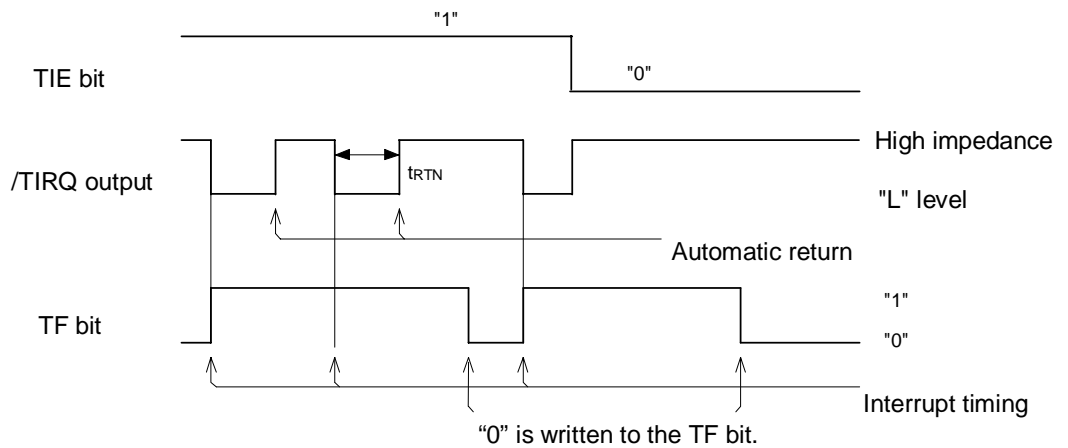 "1"
TIE bit
"0"
High impedance
/TIRQ output
tRTN
"L" level
Automatic return
"1"
TF bit
"0"
Interrupt timing
“0” is written to the TF bit.